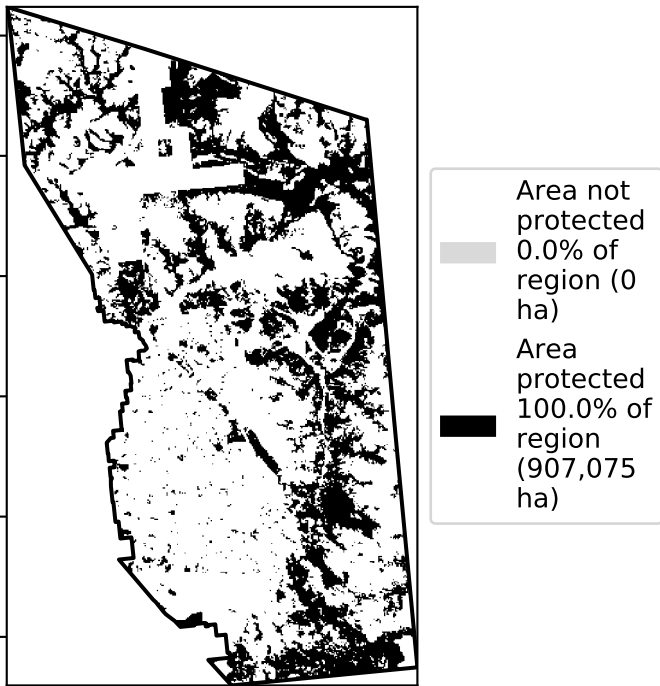 Area not
protected
0.0% of
region (0
ha)
Area
protected
100.0% of
region
(907,075
ha)